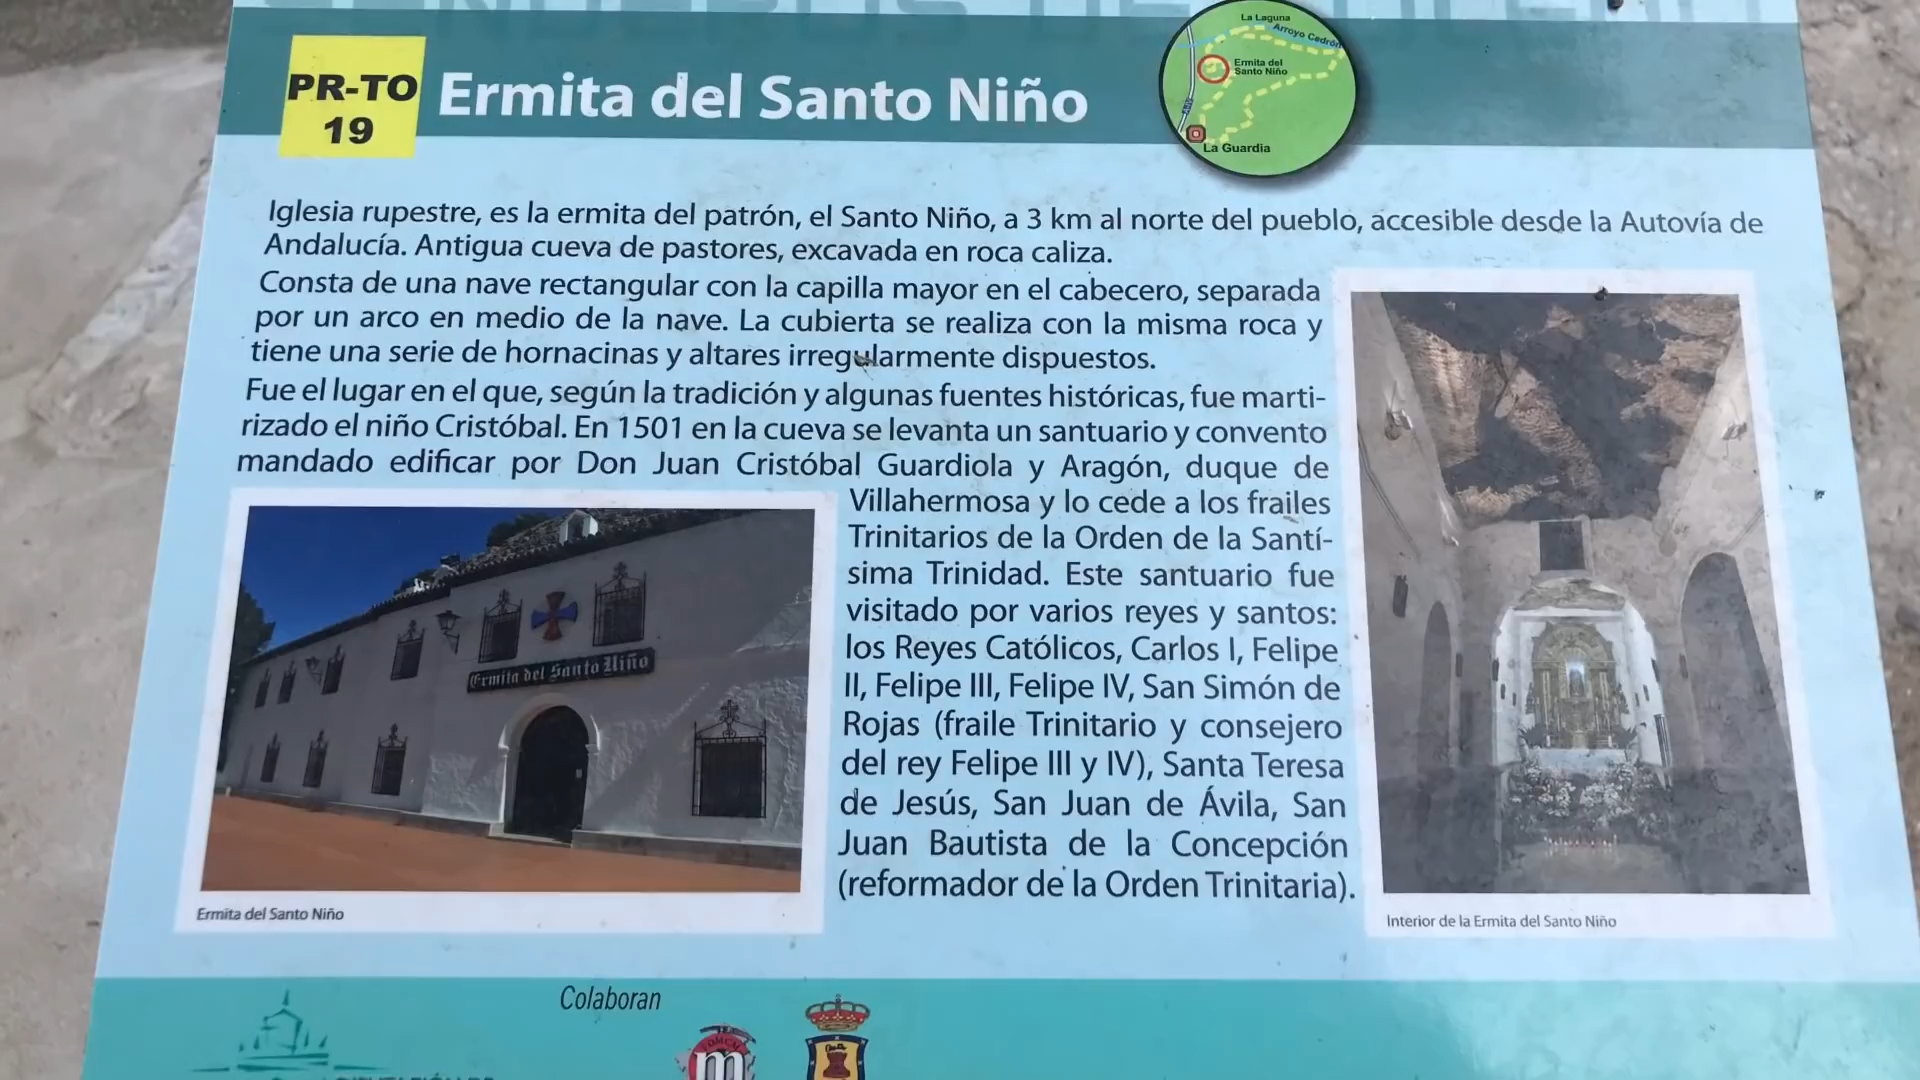 PR-TO
19
Ermita del Santo Niño
La Laguna
Arroyo Cedrón
Ermita del
Santo Niño
La Guardia
Iglesia rupestre, es la ermita del patrón, el Santo Niño, a 3 km al norte del pueblo, accesible desde la Autovía de
Andalucía. Antigua cueva de pastores, excavada en roca caliza.
Consta de una nave rectangular con la capilla mayor en el cabecero, separada
por un arco en medio de la nave. La cubierta se realiza con la misma roca y
tiene una serie de hornacinas y altares irregularmente dispuestos.
Fue el lugar en el que, según la tradición y algunas fuentes históricas, fue marti-
rizado el niño Cristóbal. En 1501 en la cueva se levanta un santuario y convento
mandado edificar por Don Juan Cristóbal Guardiola y Aragón, duque de
Villahermosa y lo cede a los frailes
Trinitarios de la Orden de la Santí-
sima Trinidad. Este santuario fue
visitado por varios reyes y santos:
los Reyes Católicos, Carlos I, Felipe
II, Felipe III, Felipe IV, San Simón de
Rojas (fraile Trinitario y consejero
del rey Felipe III y IV), Santa Teresa
de Jesús, San Juan de Ávila, San
Juan Bautista de la Concepción
(reformador de la Orden Trinitaria).
Ermita del Santo Niño
Ermita del Santo Niño
Interior de la Ermita del Santo Niño
Colaboran